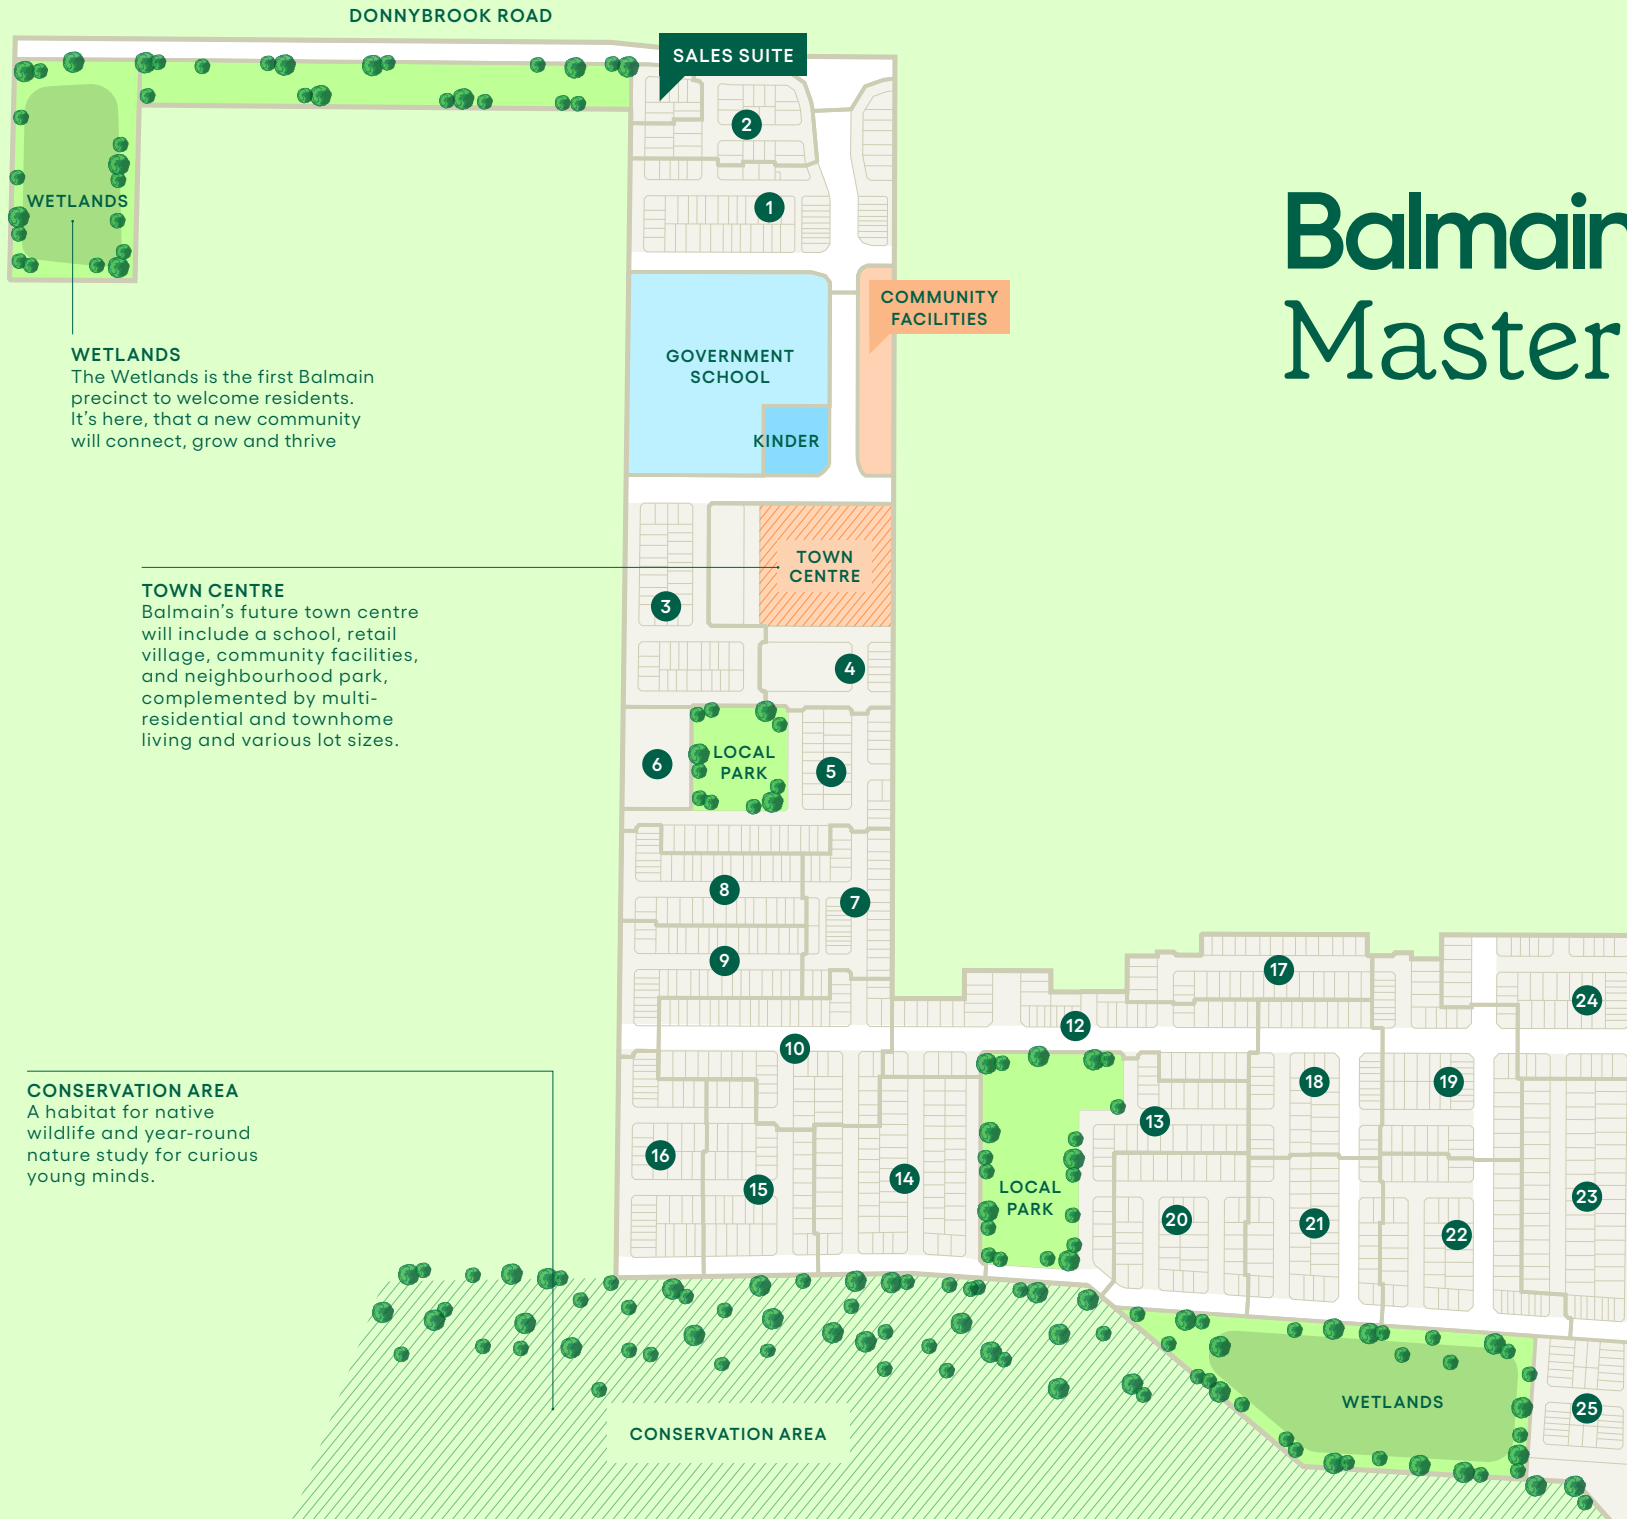 DONNYBROOK ROAD
SALES SUITE
2
1
WETLANDS
WETLANDS
The Wetlands is the first Balmain
precinct to welcome residents.
It's here, that a new community
will connect, grow and thrive
COMMUNITY
FACILITIES
GOVERNMENT
SCHOOL
KINDER
Balmain
Master
TOWN
CENTRE
TOWN CENTRE
Balmain's future town centre
will include a school, retail
village, community facilities,
and neighbourhood park,
complemented by multi-
residential and townhome
living and various lot sizes.
3
4
6
LOCAL
PARK
5
8
7
9
10
12
17
24
CONSERVATION AREA
A habitat for native
wildlife and year-round
nature study for curious
young minds.
18
19
13
16
15
14
LOCAL
PARK
20
21
22
23
WETLANDS
25
CONSERVATION AREA